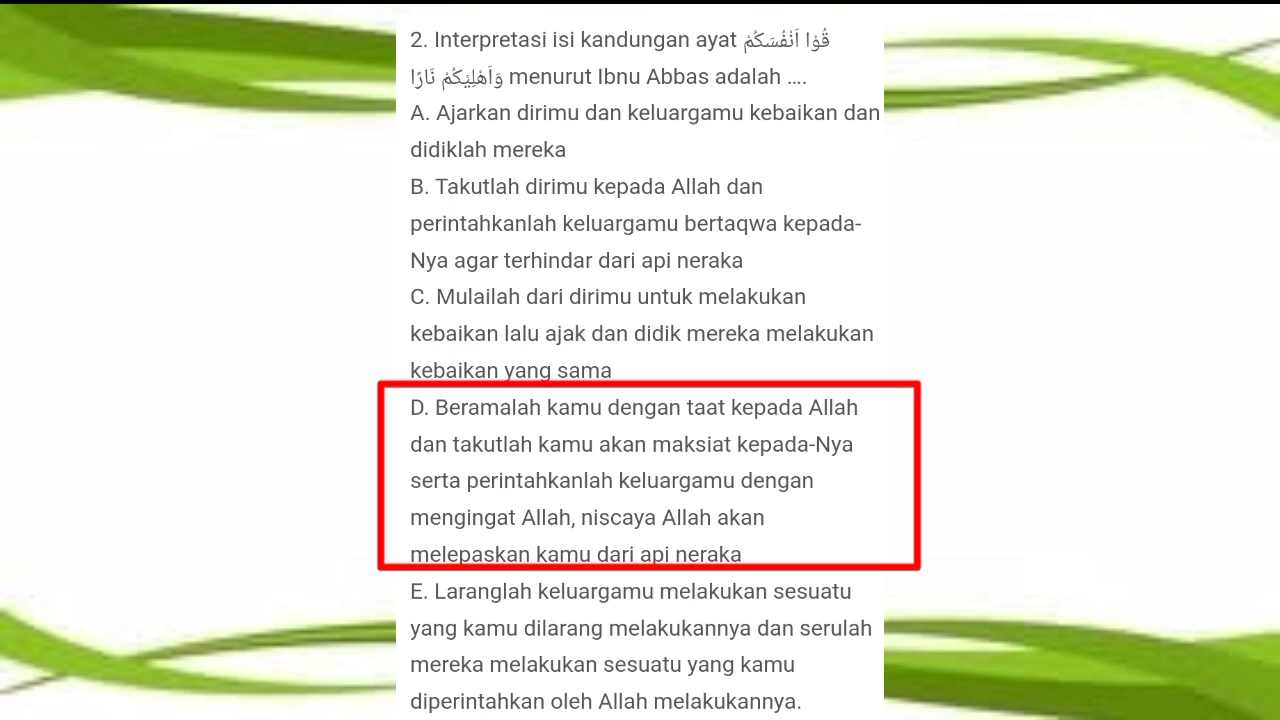 2. Interpretasi isi kandungan ayat قُوْا اَنْفُسَكُمْ
وَاَهْلِيْكُمْ نَارًا menurut Ibnu Abbas adalah ....
A. Ajarkan dirimu dan keluargamu kebaikan dan
didiklah mereka
B. Takutlah dirimu kepada Allah dan
perintahkanlah keluargamu bertaqwa kepada-
Nya agar terhindar dari api neraka
C. Mulailah dari dirimu untuk melakukan
kebaikan lalu ajak dan didik mereka melakukan
kebaikan yang sama
D. Beramalah kamu dengan taat kepada Allah
dan takutlah kamu akan maksiat kepada-Nya
serta perintahkanlah keluargamu dengan
mengingat Allah, niscaya Allah akan
melepaskan kamu dari api neraka
E. Laranglah keluargamu melakukan sesuatu
yang kamu dilarang melakukannya dan serulah
mereka melakukan sesuatu yang kamu
diperintahkan oleh Allah melakukannya.